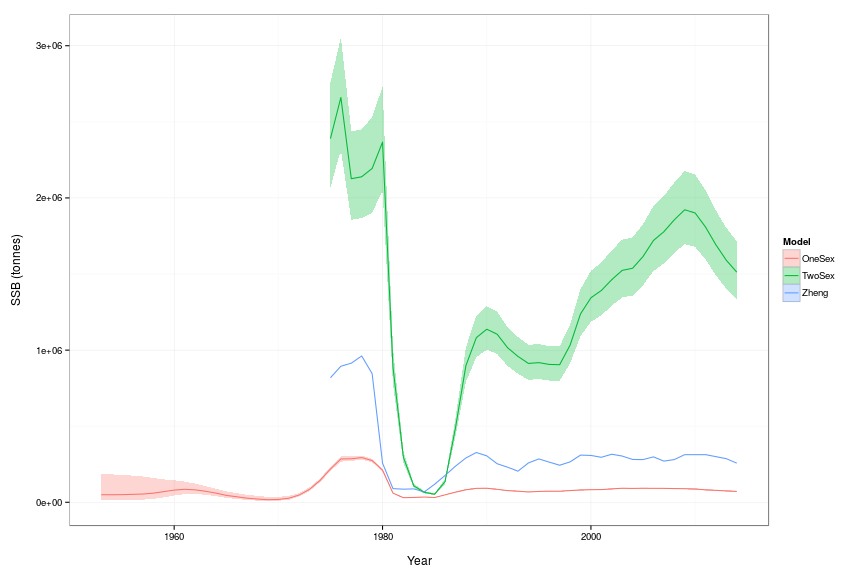 3e+06
2e+06
1e+06
0e+00
SSB (tonnes)
1960
1980
2000
Year
Model
OneSex
TwoSex
Zheng